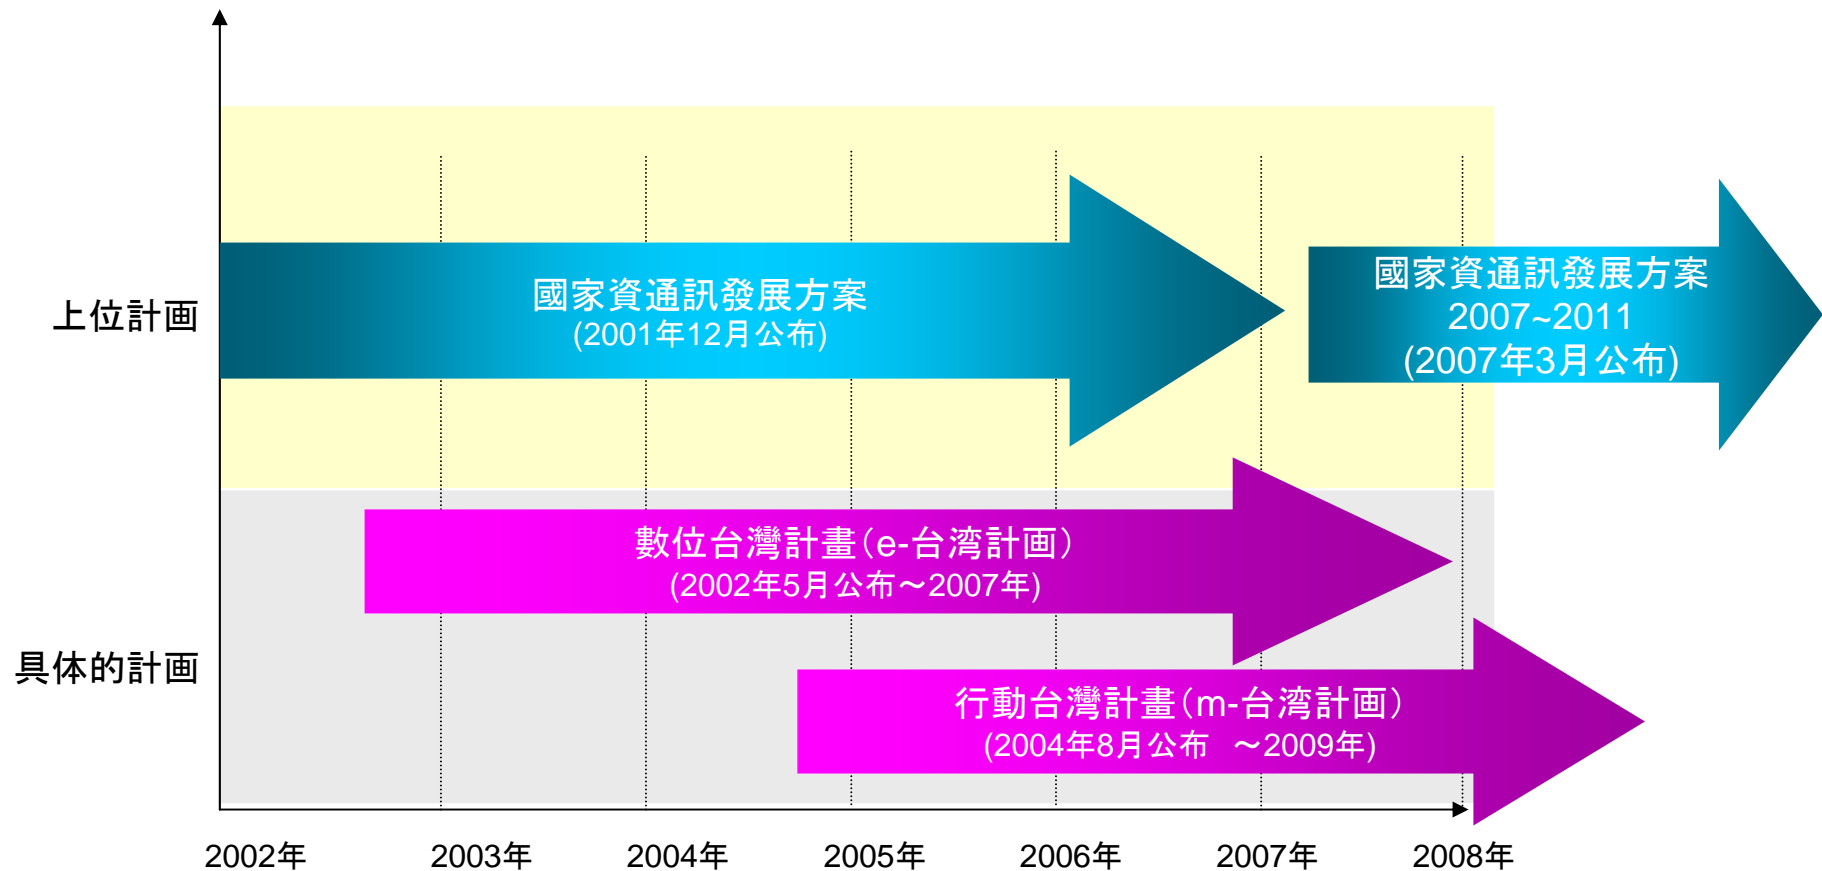 上位計画
國家資通訊發展方案
(2001年12月公布)
國家資通訊發展方案
2007~2011
(2007年3月公布)
具体的計画
數位台灣計畫（e-台湾計画）
(2002年5月公布～2007年)
行動台灣計畫（m-台湾計画）
(2004年8月公布　～2009年)
2002年 2003年 2004年 2005年 2006年 2007年 2008年